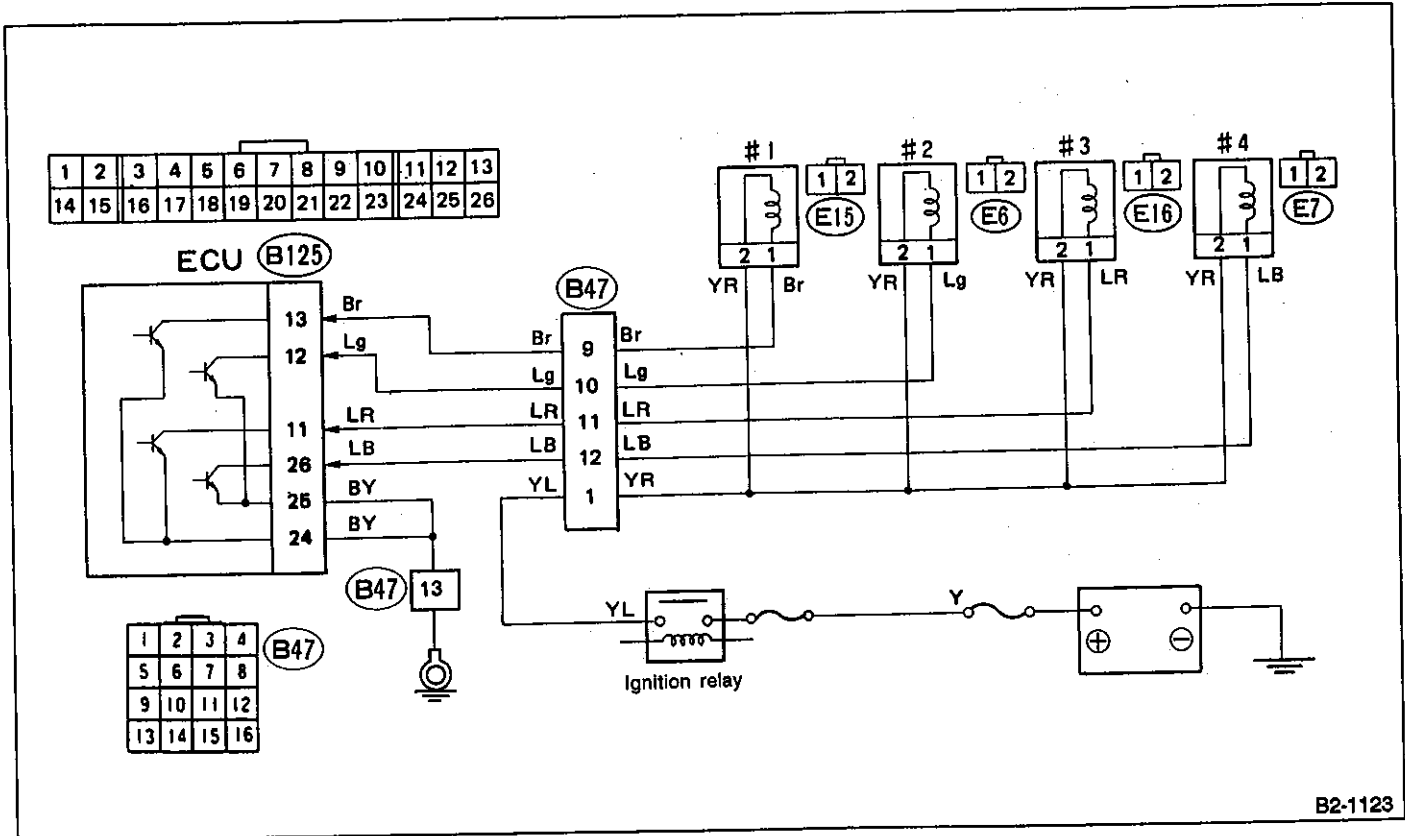 # 1 # 2 # 3 # 4
1 2 3 4 5 6 7 8 9 10 11 12 13
14 15 16 17 18 19 20 21 22 23 24 25 26
1 2
E15
1 2
E6
1 2
E16
1 2
E7
2 1
2 1
2 1
2 1
YR Br
YR Lg
YR LR
YR LB
ECU B125
B47
13 Br Br 9 Br
12 Lg Lg 10 Lg
11 LR LR 11 LR
26 LB LB 12 LB
25 BY YL 1 YR
24 BY
B47 13
YL
Y
+ −
Ignition relay
1 2 3 4
5 6 7 8
9 10 11 12
13 14 15 16
B47
B2-1123